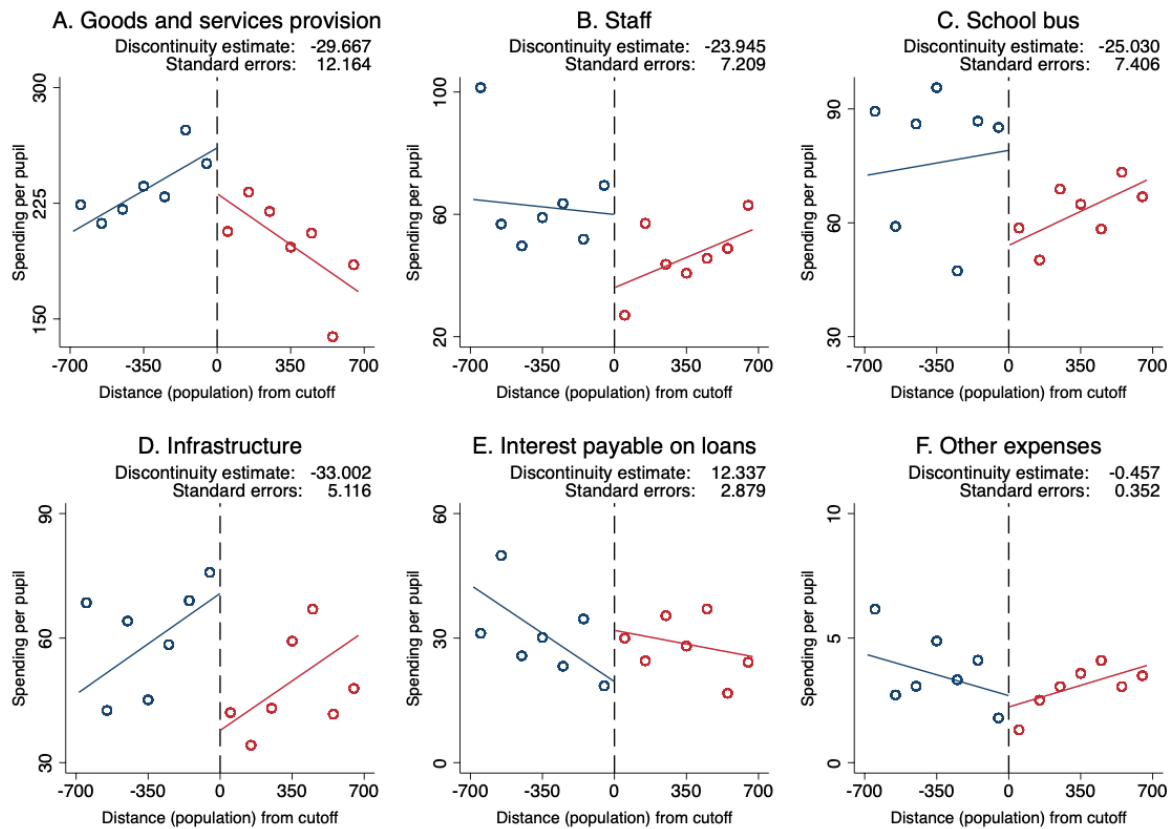 A. Goods and services provision
Discontinuity estimate: -29.667
Standard errors: 12.164
Spending per pupil
300
225
150
-700 -350 0 350 700
Distance (population) from cutoff
B. Staff
Discontinuity estimate: -23.945
Standard errors: 7.209
Spending per pupil
100
60
20
-700 -350 0 350 700
Distance (population) from cutoff
C. School bus
Discontinuity estimate: -25.030
Standard errors: 7.406
Spending per pupil
90
60
30
-700 -350 0 350 700
Distance (population) from cutoff
D. Infrastructure
Discontinuity estimate: -33.002
Standard errors: 5.116
Spending per pupil
90
60
30
-700 -350 0 350 700
Distance (population) from cutoff
E. Interest payable on loans
Discontinuity estimate: 12.337
Standard errors: 2.879
Spending per pupil
60
30
0
-700 -350 0 350 700
Distance (population) from cutoff
F. Other expenses
Discontinuity estimate: -0.457
Standard errors: 0.352
Spending per pupil
10
5
0
-700 -350 0 350 700
Distance (population) from cutoff